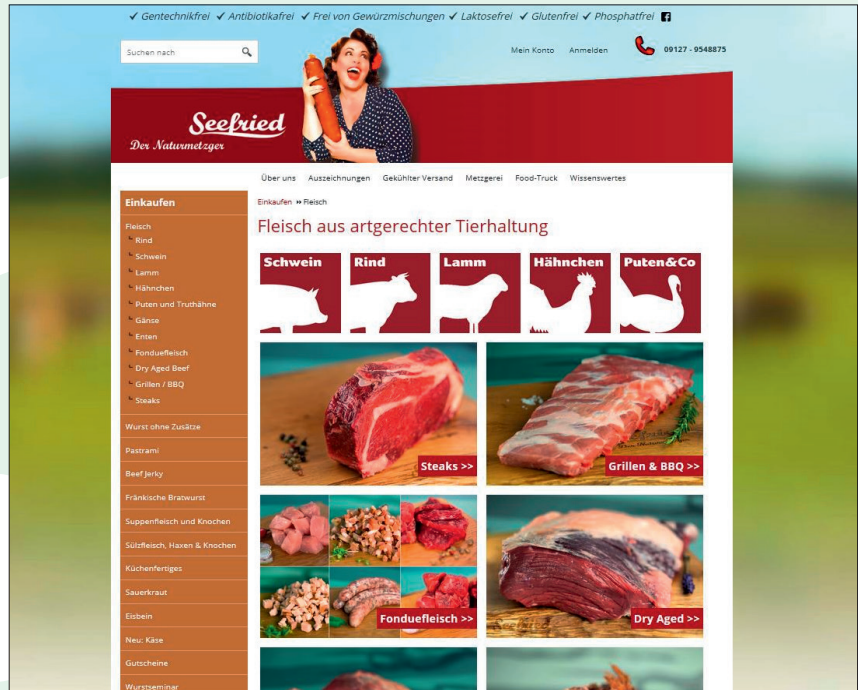 ✓ Gentechnikfrei ✓ Antibiotikafrei ✓ Frei von Gewürzmischungen ✓ Laktosefrei ✓ Glutenfrei ✓ Phosphatfrei
Suchen nach
Mein Konto Anmelden 09127 - 9548875
Seefried
Der Naturmetzger
Über uns Auszeichnungen Gekühlter Versand Metzgerei Food-Truck Wissenswertes
Einkaufen
Fleisch
Rind
Schwein
Lamm
Hähnchen
Puten und Truthähne
Gänse
Enten
Fonduefleisch
Dry Aged Beef
Grillen / BBQ
Steaks
Wurst ohne Zusätze
Pastrami
Beef Jerky
Fränkische Bratwurst
Suppenfleisch und Knochen
Sülzfleisch, Haxen & Knochen
Küchenfertiges
Sauerkraut
Eisbein
Neu: Käse
Gutscheine
Wurstseminar
Einkaufen » Fleisch
Fleisch aus artgerechter Tierhaltung
Schwein Rind Lamm Hähnchen Puten&Co
Steaks >>
Grillen & BBQ >>
Fonduefleisch >>
Seefried
Dry Aged >>